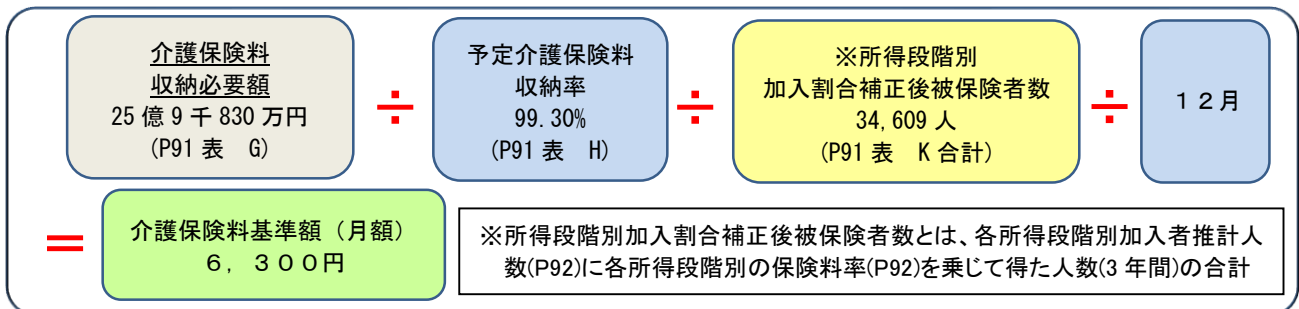 介護保険料
収納必要額
25億9千830万円
(P91表　G)
÷
予定介護保険料
収納率
99.30%
(P91表　H)
÷
※所得段階別
加入割合補正後被保険者数
34,609人
(P91表　K合計)
÷
１２月
＝
介護保険料基準額（月額）
６，３００円
※所得段階別加入割合補正後被保険者数とは、各所得段階別加入者推計人
数(P92)に各所得段階別の保険料率(P92)を乗じて得た人数(3年間)の合計